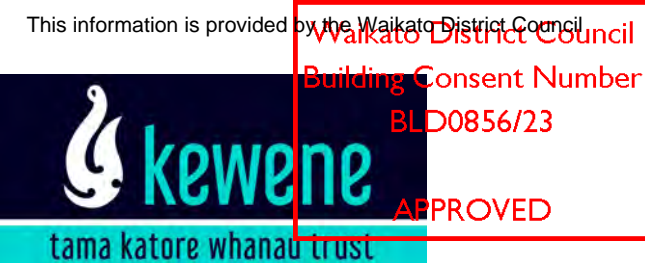 This information is provided by the Waikato District Council
Waikato District Council
Building Consent Number
BLD0856/23
APPROVED
kewene
tama katore whanau trust